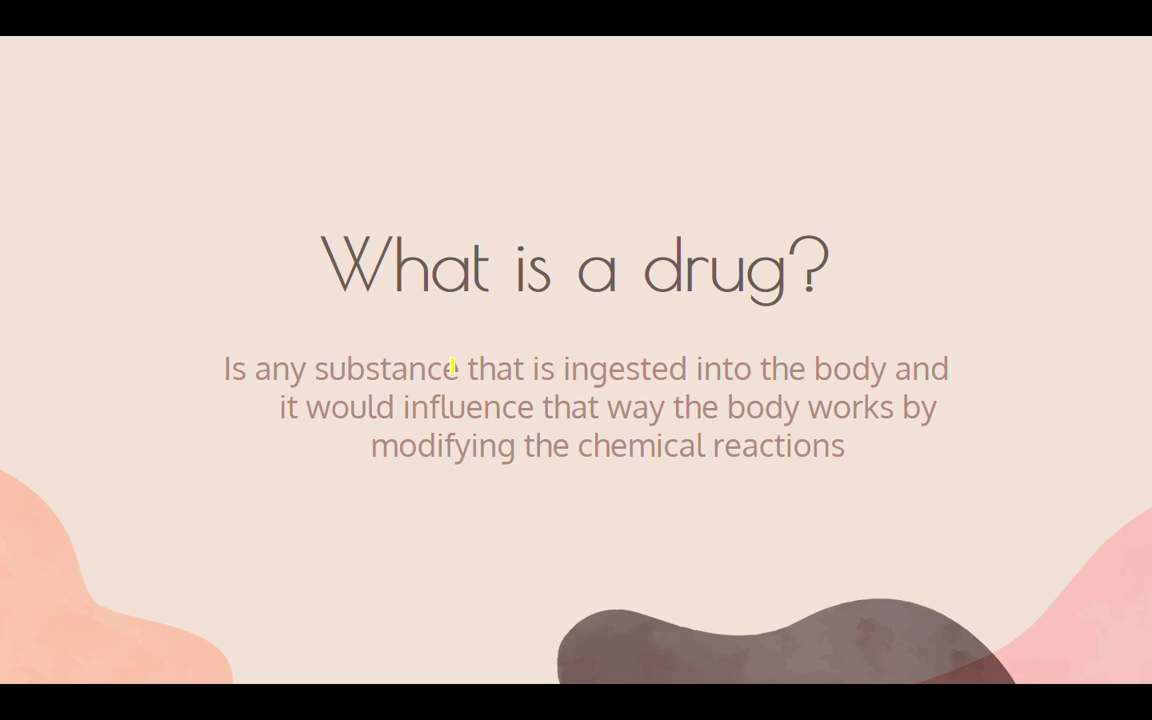 What is a drug?
Is any substance that is ingested into the body and
it would influence that way the body works by
modifying the chemical reactions